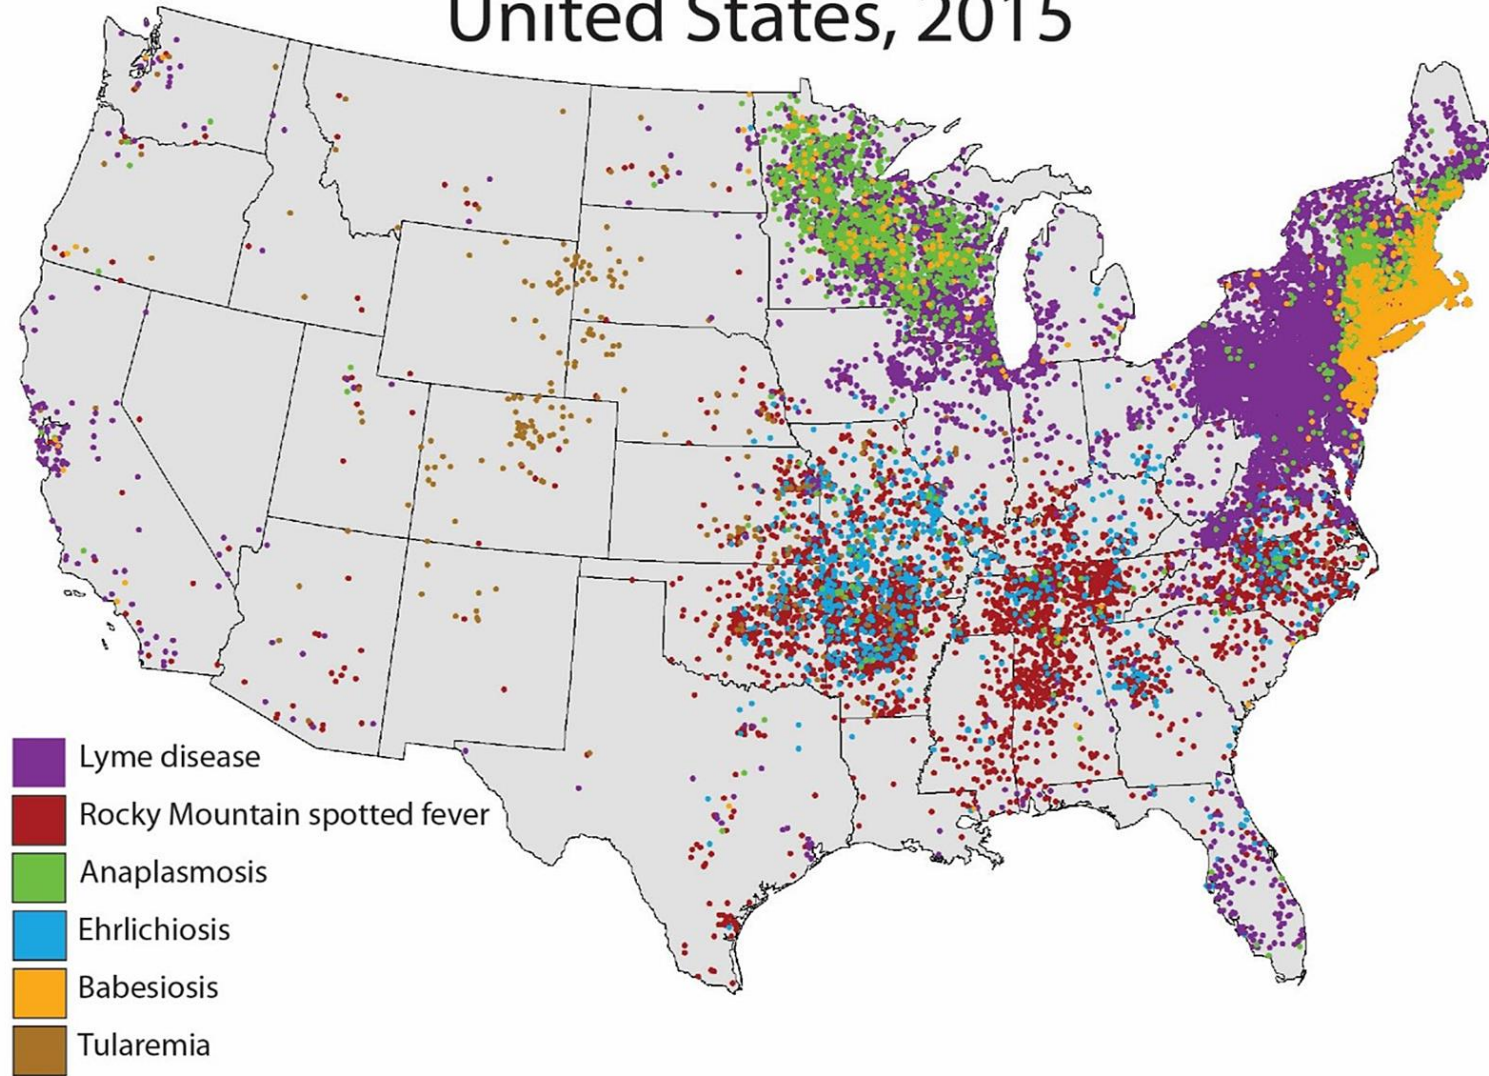 United States, 2015
Lyme disease
Rocky Mountain spotted fever
Anaplasmosis
Ehrlichiosis
Babesiosis
Tularemia